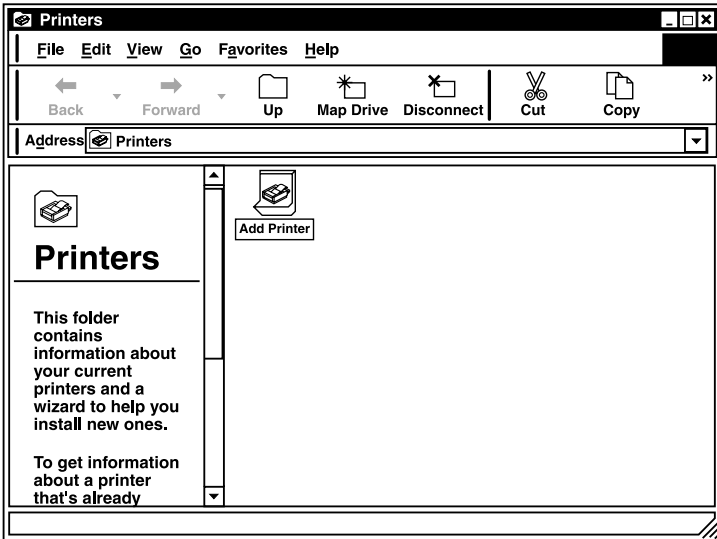 Printers
File Edit View Go Favorites Help
Back Forward Up Map Drive Disconnect Cut Copy »
Address Printers
Add Printer
Printers
This folder
contains
information about
your current
printers and a
wizard to help you
install new ones.
To get information
about a printer
that's already